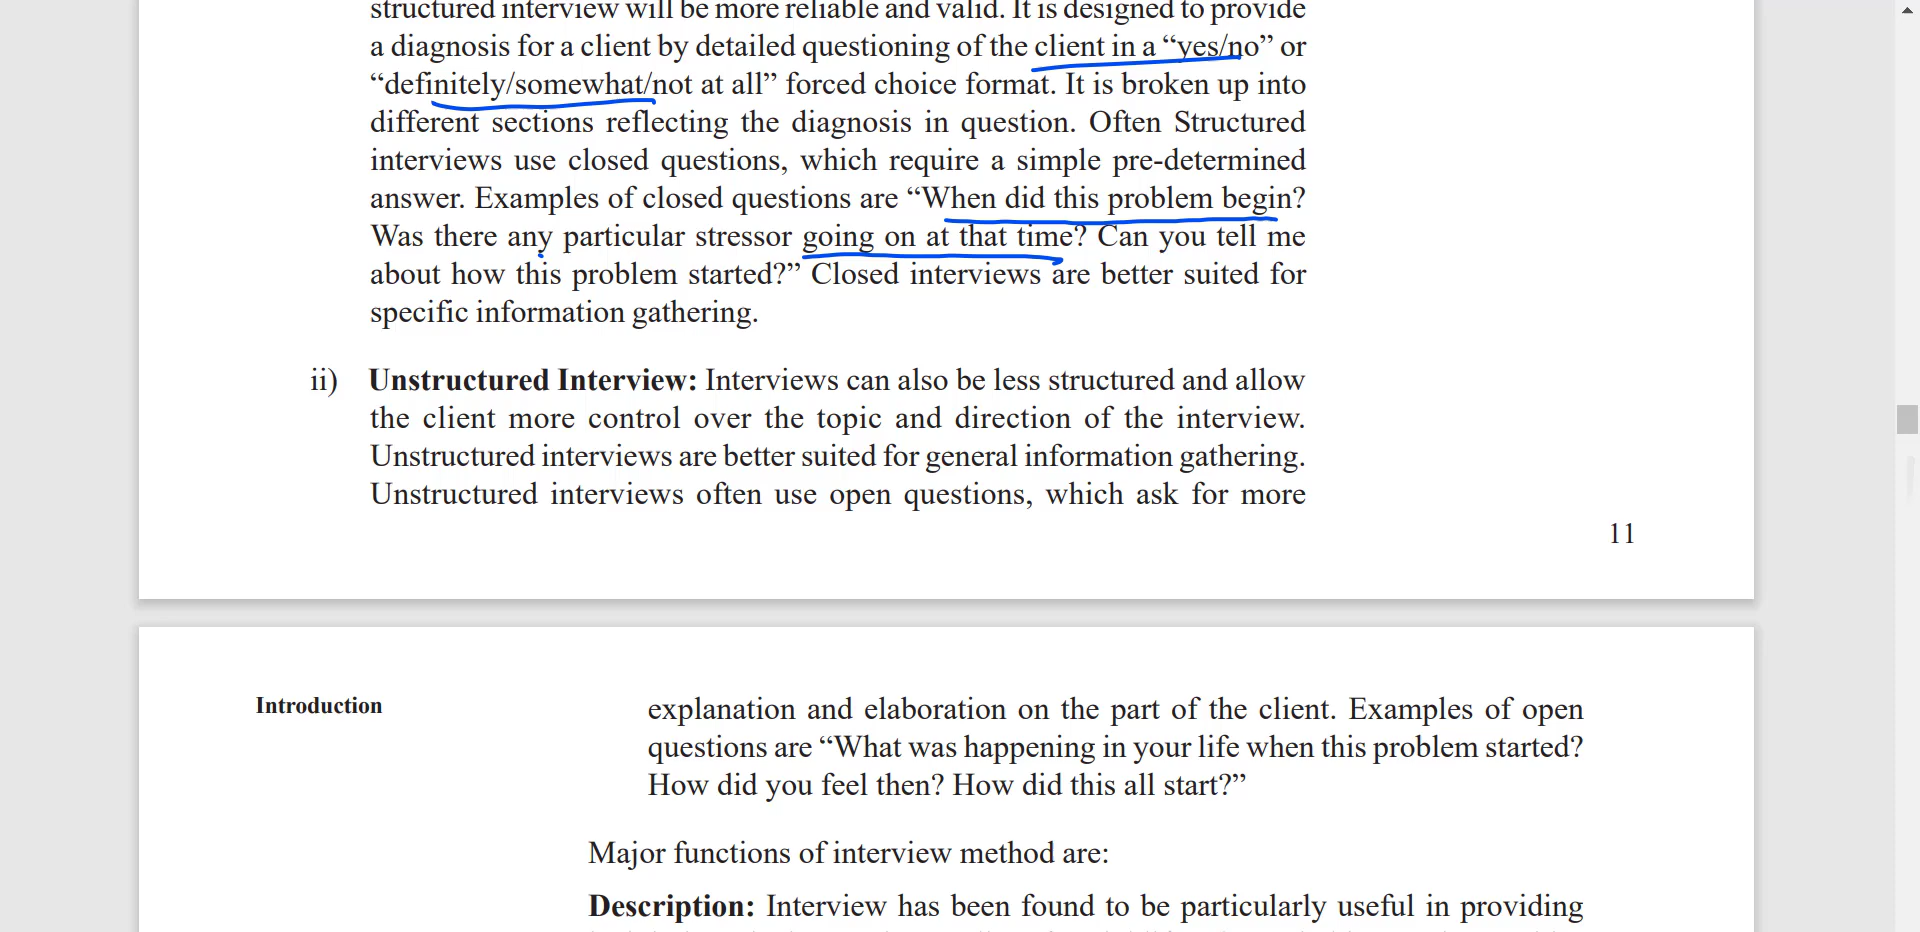 structured interview will be more reliable and valid. It is designed to provide
a diagnosis for a client by detailed questioning of the client in a “yes/no” or
“definitely/somewhat/not at all” forced choice format. It is broken up into
different sections reflecting the diagnosis in question. Often Structured
interviews use closed questions, which require a simple pre-determined
answer. Examples of closed questions are “When did this problem begin?
Was there any particular stressor going on at that time? Can you tell me
about how this problem started?” Closed interviews are better suited for
specific information gathering.
ii) Unstructured Interview: Interviews can also be less structured and allow
the client more control over the topic and direction of the interview.
Unstructured interviews are better suited for general information gathering.
Unstructured interviews often use open questions, which ask for more
11
Introduction
explanation and elaboration on the part of the client. Examples of open
questions are “What was happening in your life when this problem started?
How did you feel then? How did this all start?”
Major functions of interview method are:
Description: Interview has been found to be particularly useful in providing